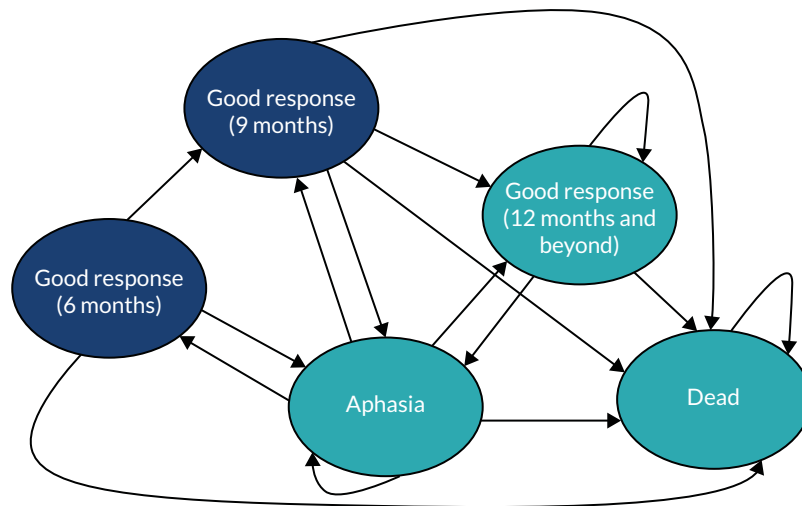 Good response
(9 months)
Good response
(12 months and
beyond)
Good response
(6 months)
Aphasia
Dead